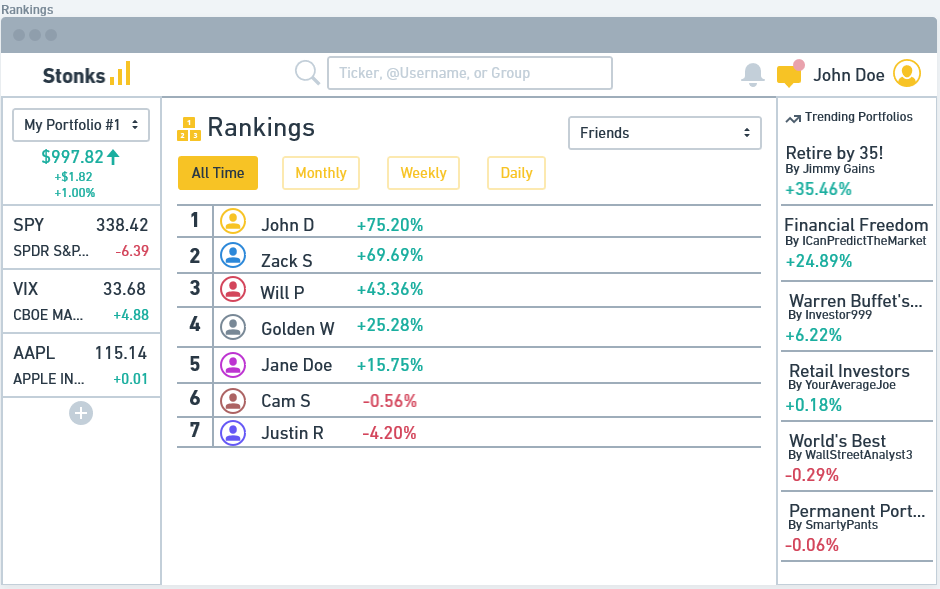 Rankings
Stonks
Ticker, @Username, or Group
John Doe
My Portfolio #1
$997.82
+$1.82
+1.00%
SPY 338.42
SPDR S&P... -6.39
VIX 33.68
CBOE MA... +4.88
AAPL 115.14
APPLE IN... +0.01
1
2 3
Rankings
Friends
All Time Monthly Weekly Daily
1 John D +75.20%
2 Zack S +69.69%
3 Will P +43.36%
4 Golden W +25.28%
5 Jane Doe +15.75%
6 Cam S -0.56%
7 Justin R -4.20%
Trending Portfolios
Retire by 35!
By Jimmy Gains
+35.46%
Financial Freedom
By ICanPredictTheMarket
+24.89%
Warren Buffet's...
By Investor999
+6.22%
Retail Investors
By YourAverageJoe
+0.18%
World's Best
By WallStreetAnalyst3
-0.29%
Permanent Port...
By SmartyPants
-0.06%